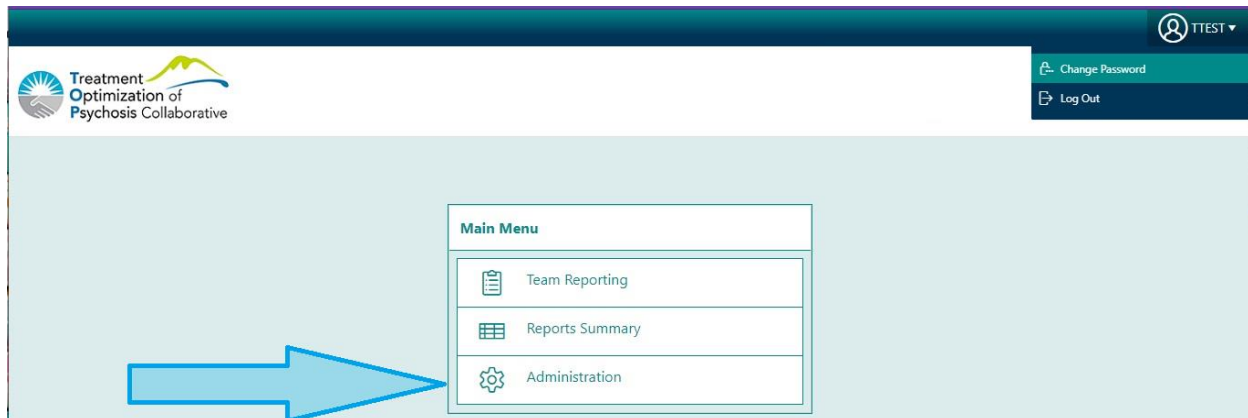 TTEST
Change Password
Log Out
Treatment
Optimization of
Psychosis Collaborative
Main Menu
Team Reporting
Reports Summary
Administration